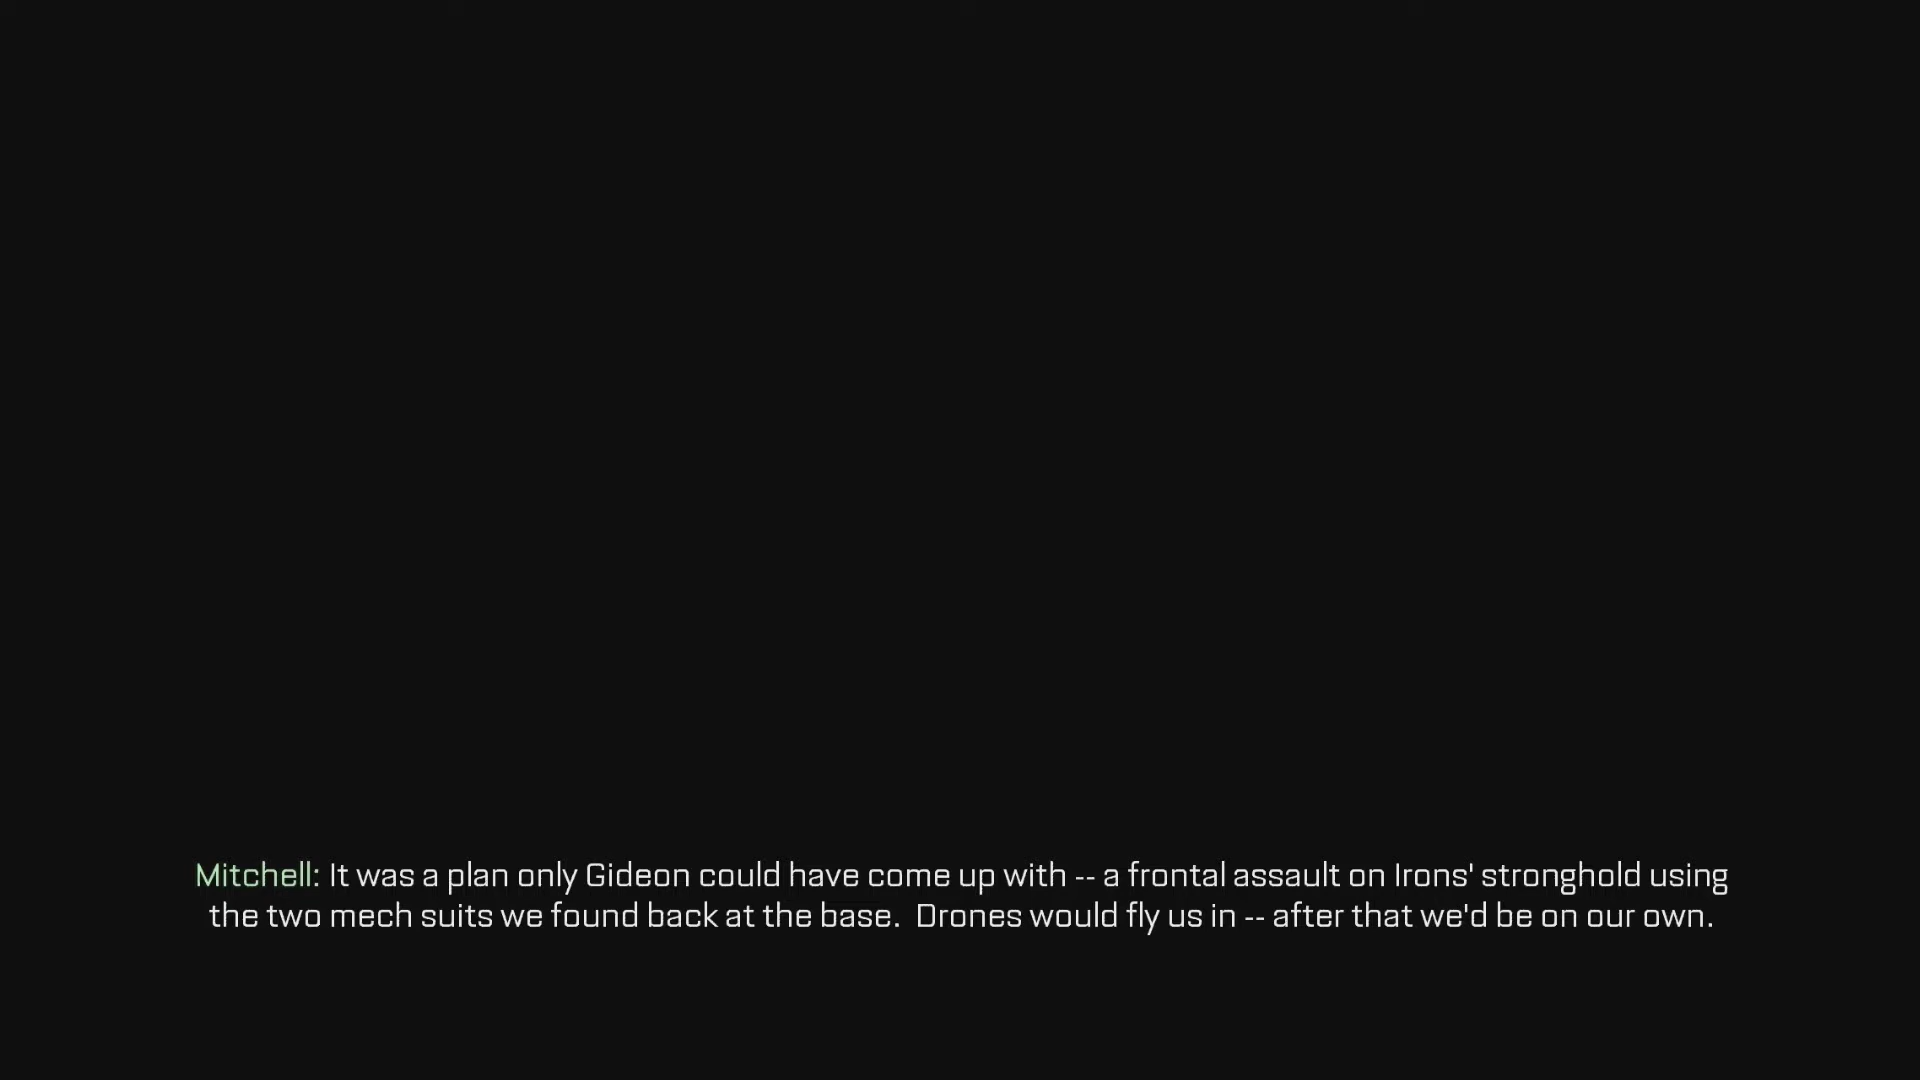 Mitchell: It was a plan only Gideon could have come up with -- a frontal assault on Irons' stronghold using
the two mech suits we found back at the base.  Drones would fly us in -- after that we'd be on our own.